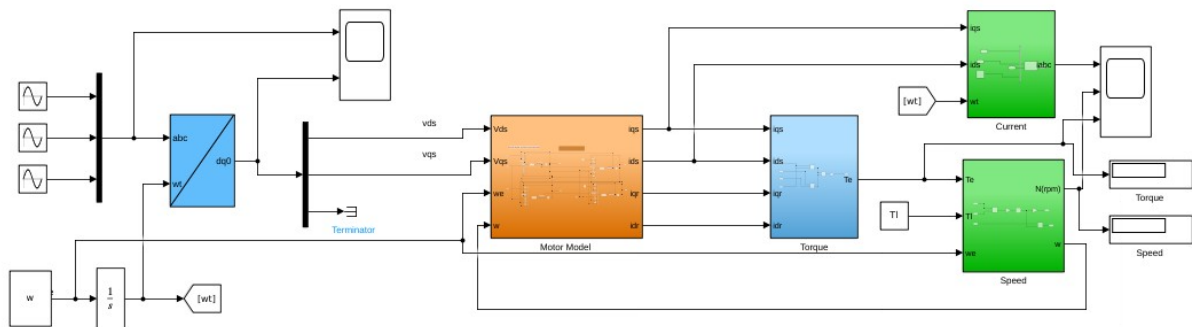 abc
wt
dq0
Terminator
w
1
s
[wt]
vds
vqs
Vds
Vqs
we
w
iqs
ids
iqr
idr
Motor Model
iqs
ids
iqr
idr
Te
Torque
iqs
ids
wt
iabc
Current
[wt]
Tl
Te
Tl
we
N(rpm)
w
Speed
Torque
Speed